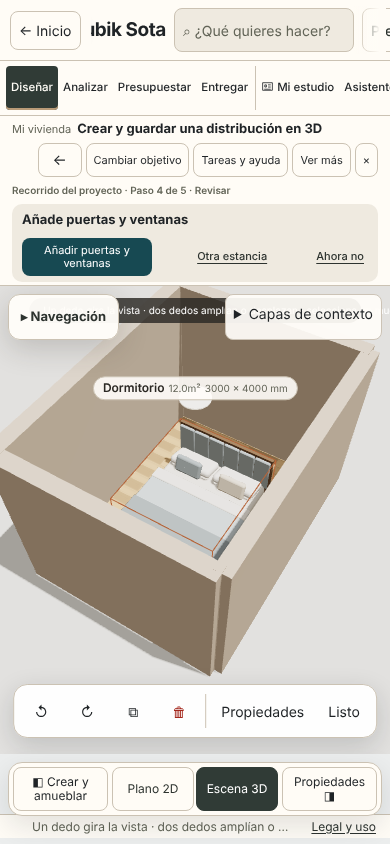 ← Inicio
ıbik Sota
¿Qué quieres hacer?
Diseñar Analizar Presupuestar Entregar Mi estudio Asistent
Mi vivienda Crear y guardar una distribución en 3D
← Cambiar objetivo Tareas y ayuda Ver más ×
Recorrido del proyecto · Paso 4 de 5 · Revisar
Añade puertas y ventanas
Añadir puertas y
ventanas
Otra estancia
Ahora no
▸ Navegación
vista · dos dedos ampl
▶ Capas de contexto
Dormitorio 12.0m² 3000 × 4000 mm
Propiedades
Listo
Crear y
amueblar
Plano 2D
Escena 3D
Propiedades
Un dedo gira la vista · dos dedos amplían o ...
Legal y uso